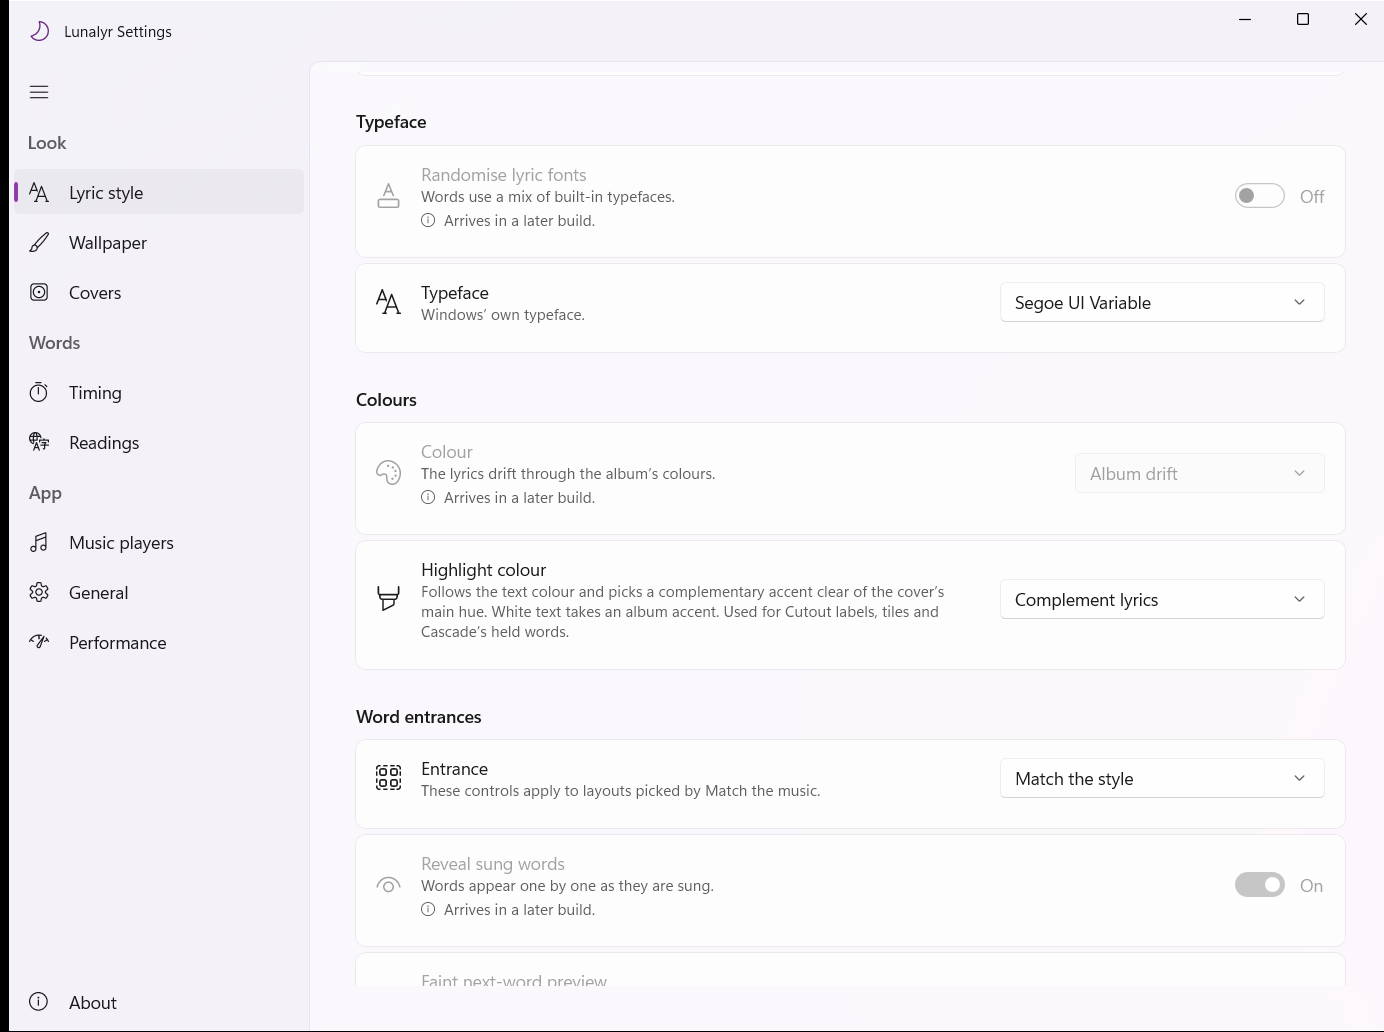 Lunalyr Settings
Look
Lyric style
Wallpaper
Covers
Words
Timing
Readings
App
Music players
General
Performance
About
Typeface
Randomise lyric fonts
Words use a mix of built-in typefaces.
Arrives in a later build.
Off
Typeface
Windows’ own typeface.
Segoe UI Variable
Colours
Colour
The lyrics drift through the album’s colours.
Arrives in a later build.
Album drift
Highlight colour
Follows the text colour and picks a complementary accent clear of the cover’s
main hue. White text takes an album accent. Used for Cutout labels, tiles and
Cascade’s held words.
Complement lyrics
Word entrances
Entrance
These controls apply to layouts picked by Match the music.
Match the style
Reveal sung words
Words appear one by one as they are sung.
Arrives in a later build.
On
Faint next-word preview